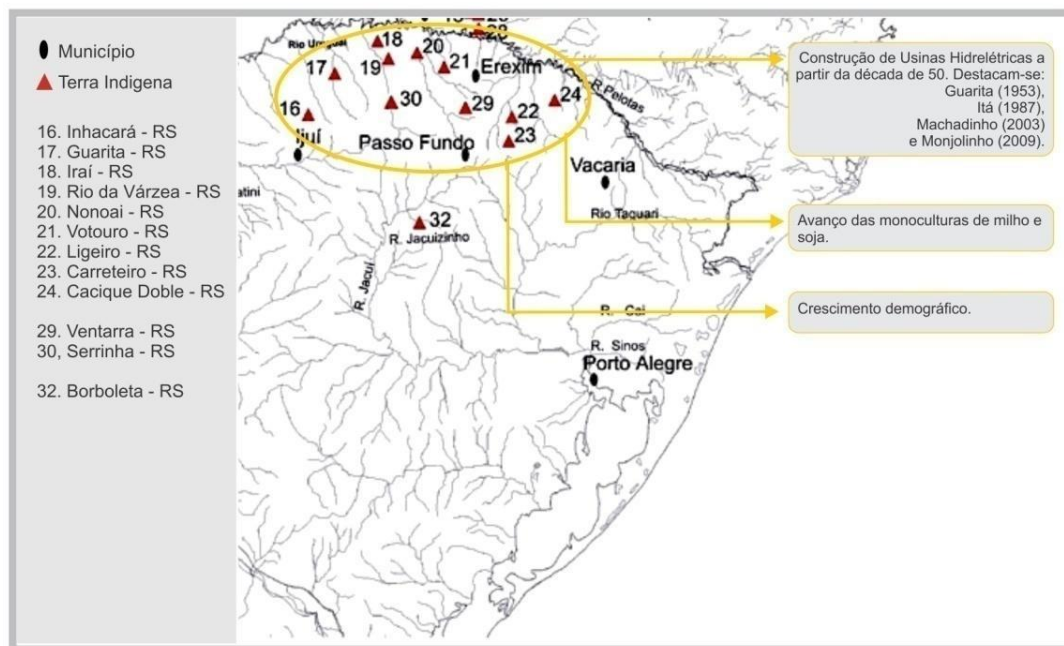 Município
Terra Indigena
16. Inhacará - RS
17. Guarita - RS
18. Iraí - RS
19. Rio da Várzea - RS
20. Nonoai - RS
21. Votouro - RS
22. Ligeiro - RS
23. Carreteiro - RS
24. Cacique Doble - RS
29. Ventarra - RS
30, Serrinha - RS
32. Borboleta - RS
Rio Uruguai
18
20
19
21
17
Erexim
R. Pelotas
16
30
29
22
24
23
Ijuí
Passo Fundo
Vacaria
Rio Taquari
32
R. Jacuizinho
R. Jacuí
R. Cai
R. Sinos
Porto Alegre
Construção de Usinas Hidrelétricas a
partir da década de 50. Destacam-se:
Guarita (1953),
Itá (1987),
Machadinho (2003)
e Monjolinho (2009).
Avanço das monoculturas de milho e
soja.
Crescimento demográfico.